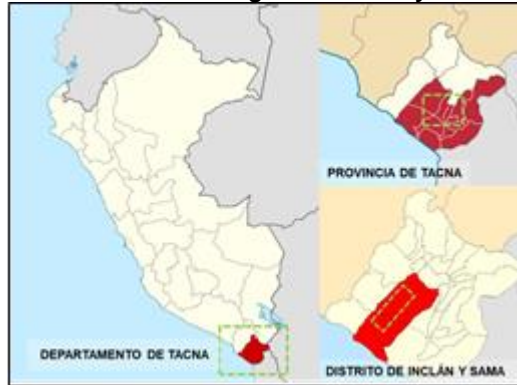 PROVINCIA DE TACNA
DEPARTAMENTO DE TACNA
DISTRITO DE INCLÁN Y SAMA